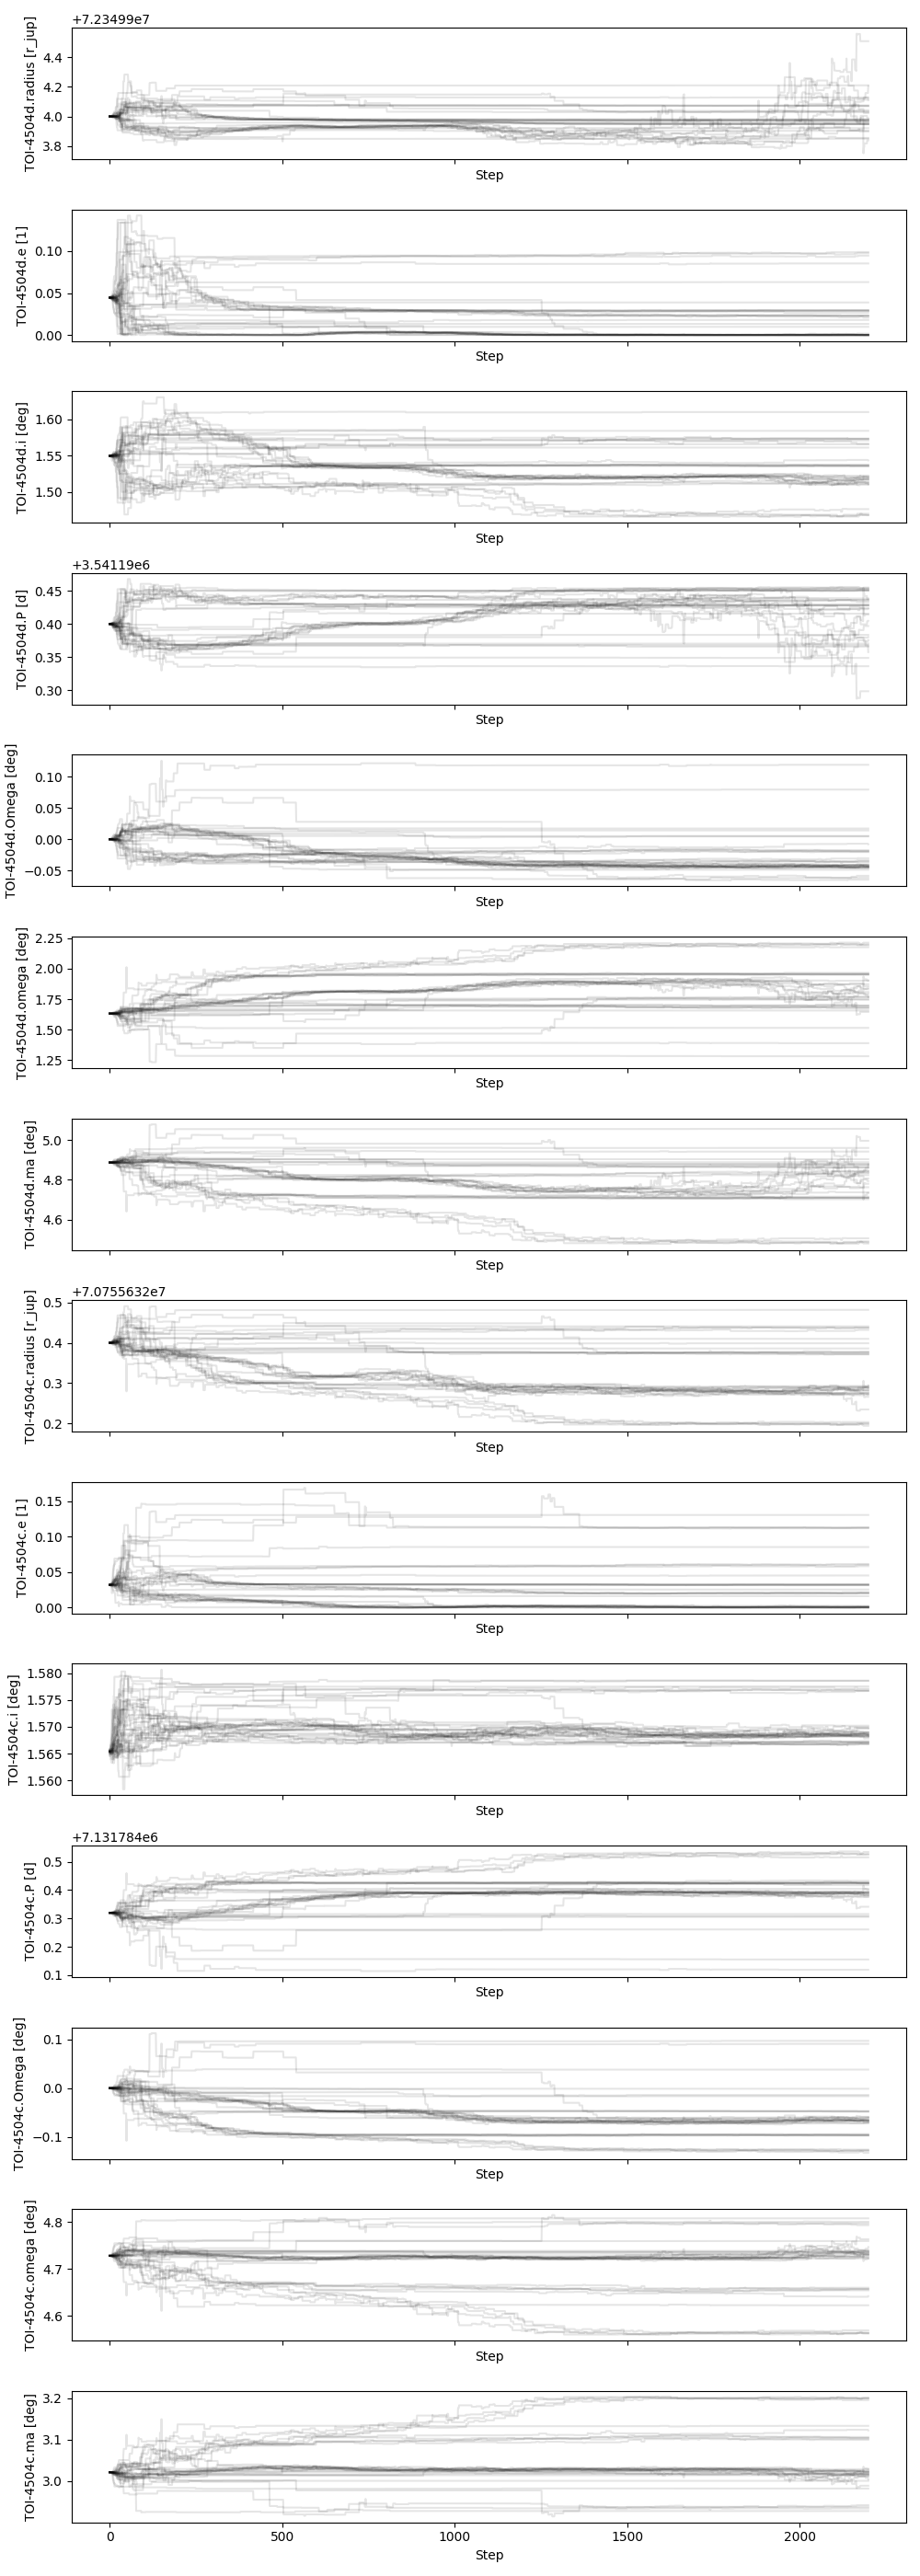 +7.23499e7
TOI-4504d.radius [r_jup]
4.4
4.2
4.0
3.8
Step
TOI-4504d.e [1]
0.10
0.05
0.00
Step
TOI-4504d.i [deg]
1.60
1.55
1.50
Step
+3.54119e6
TOI-4504d.P [d]
0.45
0.40
0.35
0.30
Step
TOI-4504d.Omega [deg]
0.10
0.05
0.00
−0.05
Step
TOI-4504d.omega [deg]
2.25
2.00
1.75
1.50
1.25
Step
TOI-4504d.ma [deg]
5.0
4.8
4.6
Step
+7.0755632e7
TOI-4504c.radius [r_jup]
0.5
0.4
0.3
0.2
Step
TOI-4504c.e [1]
0.15
0.10
0.05
0.00
Step
TOI-4504c.i [deg]
1.580
1.575
1.570
1.565
1.560
Step
+7.131784e6
TOI-4504c.P [d]
0.5
0.4
0.3
0.2
0.1
Step
TOI-4504c.Omega [deg]
0.1
0.0
−0.1
Step
TOI-4504c.omega [deg]
4.8
4.7
4.6
Step
TOI-4504c.ma [deg]
3.2
3.1
3.0
0 500 1000 1500 2000
Step